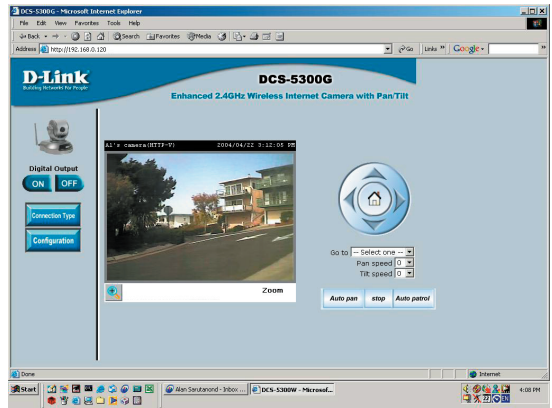 DCS-5300G - Microsoft Internet Explorer
File Edit View Favorites Tools Help
Back Search Favorites Media
Address http://192.168.0.120 Go Links » Google
D-Link
Building Networks for People
DCS-5300G
Enhanced 2.4GHz Wireless Internet Camera with Pan/Tilt
Al's camera(HTTP-V) 2004/04/22 3:12:05 PM
Digital Output
ON OFF
Connection Type
Configuration
Go to -- Select one --
Pan speed 0
Tilt speed 0
Zoom
Auto pan stop Auto patrol
Done Internet
Start Alan Sarutanond - Inbox ... DCS-5300W - Microsof... 4:08 PM